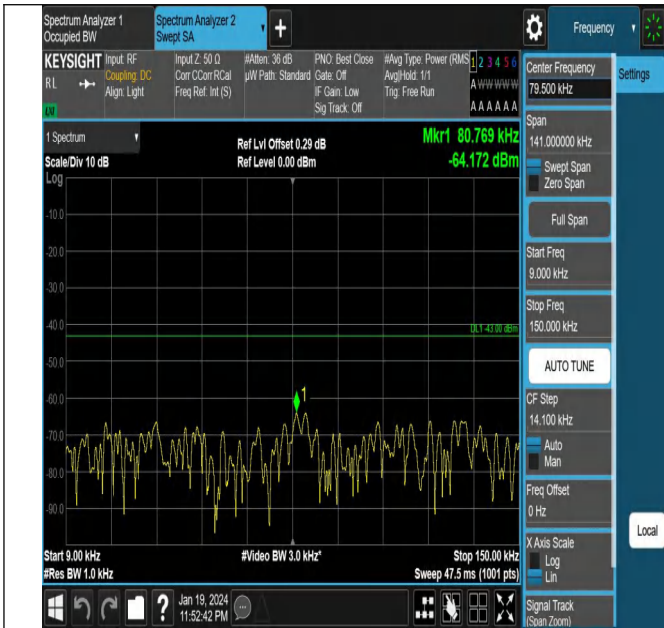 Spectrum Analyzer 1
Occupied BW
Spectrum Analyzer 2
Swept SA
+
Frequency
KEYSIGHT
RL
LXI
Input: RF
Coupling: DC
Align: Light
Input Z: 50 Ω
Corr CCorr RCal
Freq Ref: Int (S)
#Atten: 36 dB
µW Path: Standard
PNO: Best Close
Gate: Off
IF Gain: Low
Sig Track: Off
#Avg Type: Power (RMS
Avg|Hold: 1/1
Trig: Free Run
1 2 3 4 5 6
A W W W W W
A A A A A A
1 Spectrum
Scale/Div 10 dB
Log
Ref Lvl Offset 0.29 dB
Ref Level 0.00 dBm
Mkr1 80.769 kHz
-64.172 dBm
-10.0
-20.0
-30.0
-40.0
DL1 -43.00 dBm
-50.0
-60.0
1
-70.0
-80.0
-90.0
Start 9.00 kHz
#Res BW 1.0 kHz
#Video BW 3.0 kHz*
Stop 150.00 kHz
Sweep 47.5 ms (1001 pts)
Jan 19, 2024
11:52:42 PM
?
Center Frequency
79.500 kHz
Settings
Span
141.000000 kHz
Swept Span
Zero Span
Full Span
Start Freq
9.000 kHz
Stop Freq
150.000 kHz
AUTO TUNE
CF Step
14.100 kHz
Auto
Man
Freq Offset
0 Hz
Local
X Axis Scale
Log
Lin
Signal Track
(Span Zoom)